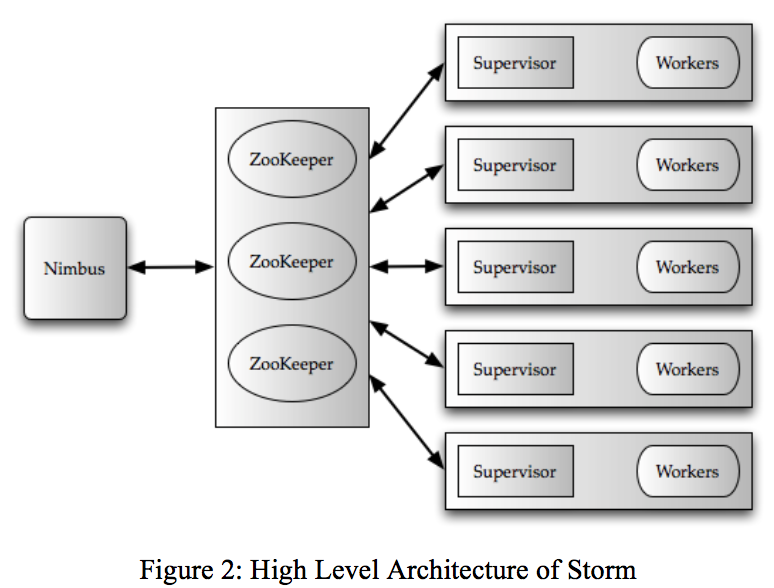 Nimbus
ZooKeeper
ZooKeeper
ZooKeeper
Supervisor Workers
Supervisor Workers
Supervisor Workers
Supervisor Workers
Supervisor Workers
Figure 2: High Level Architecture of Storm